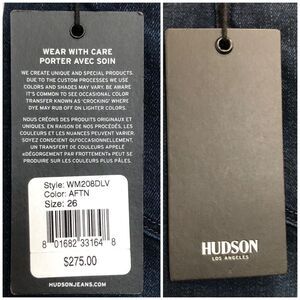 WEAR WITH CARE
PORTER AVEC SOIN
WE CREATE UNIQUE AND SPECIAL PRODUCTS.
DUE TO THE CUSTOM PROCESSES WE USE
COLORS AND SHADES MAY VARY. BE AWARE
IT'S COMMON TO SEE OCCASIONAL COLOR
TRANSFER KNOWN AS 'CROCKING' WHERE
DYE MAY RUB OFF ON LIGHTER COLORS.
NOUS CRÉONS DES PRODUITS ORIGINAUX ET
UNIQUES, EN RAISON DE NOS PROCÉDÉS, LES
COULEURS ET LES NUANCES PEUVENT VARIER.
SOYEZ CONSCIENT QU'OCCASIONNELLEMENT
UN TRANSFERT DE COULEURS APPELÉ
«DÉGORGEMENT PAR FROTTEMENT» PEUT SE
PRODUIRE SUR LES COULEURS PLUS PÂLES.
Style: WM208DLV
Color: AFTN
Size: 26
8 01682 33164 8
$275.00
HUDSONJEANS.COM
HUDSON
LOS ANGELES